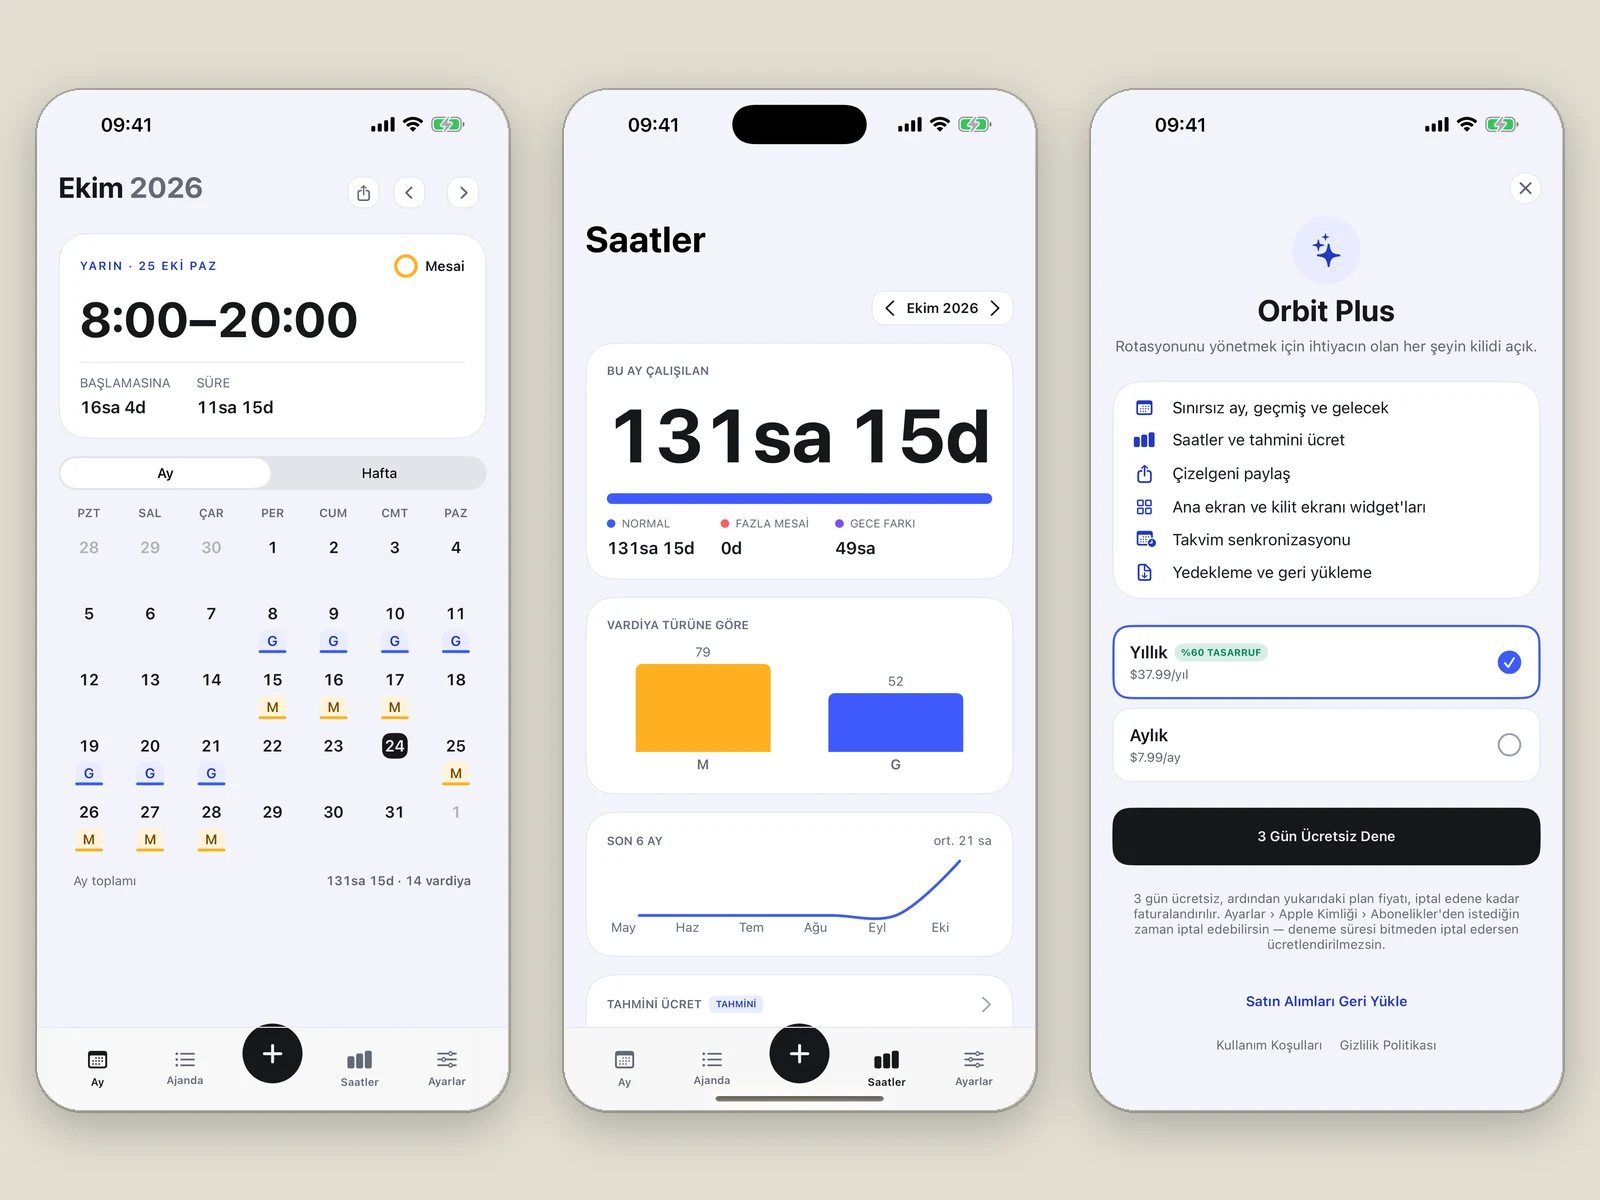 09:41
Ekim 2026
YARIN · 25 EKİ PAZ
Mesai
8:00–20:00
BAŞLAMASINA SÜRE
16sa 4d 11sa 15d
Ay Hafta
PZT SAL ÇAR PER CUM CMT PAZ
28 29 30 1 2 3 4
5 6 7 8 9 10 11
G G G G
12 13 14 15 16 17 18
M M M
19 20 21 22 23 24 25
G G G M
26 27 28 29 30 31 1
M M M
Ay toplamı 131sa 15d · 14 vardiya
Ay Ajanda Saatler Ayarlar
09:41
Saatler
Ekim 2026
BU AY ÇALIŞILAN
131sa 15d
NORMAL FAZLA MESAİ GECE FARKI
131sa 15d 0d 49sa
VARDİYA TÜRÜNE GÖRE
79
52
M G
SON 6 AY ort. 21 sa
May Haz Tem Ağu Eyl Eki
TAHMİNİ ÜCRET TAHMİNİ
Ay Ajanda Saatler Ayarlar
09:41
Orbit Plus
Rotasyonunu yönetmek için ihtiyacın olan her şeyin kilidi açık.
Sınırsız ay, geçmiş ve gelecek
Saatler ve tahmini ücret
Çizelgeni paylaş
Ana ekran ve kilit ekranı widget'ları
Takvim senkronizasyonu
Yedekleme ve geri yükleme
Yıllık %60 TASARRUF
$37.99/yıl
Aylık
$7.99/ay
3 Gün Ücretsiz Dene
3 gün ücretsiz, ardından yukarıdaki plan fiyatı, iptal edene kadar
faturalandırılır. Ayarlar › Apple Kimliği › Abonelikler'den istediğin
zaman iptal edebilirsin — deneme süresi bitmeden iptal edersen
ücretlendirilmezsin.
Satın Alımları Geri Yükle
Kullanım Koşulları Gizlilik Politikası